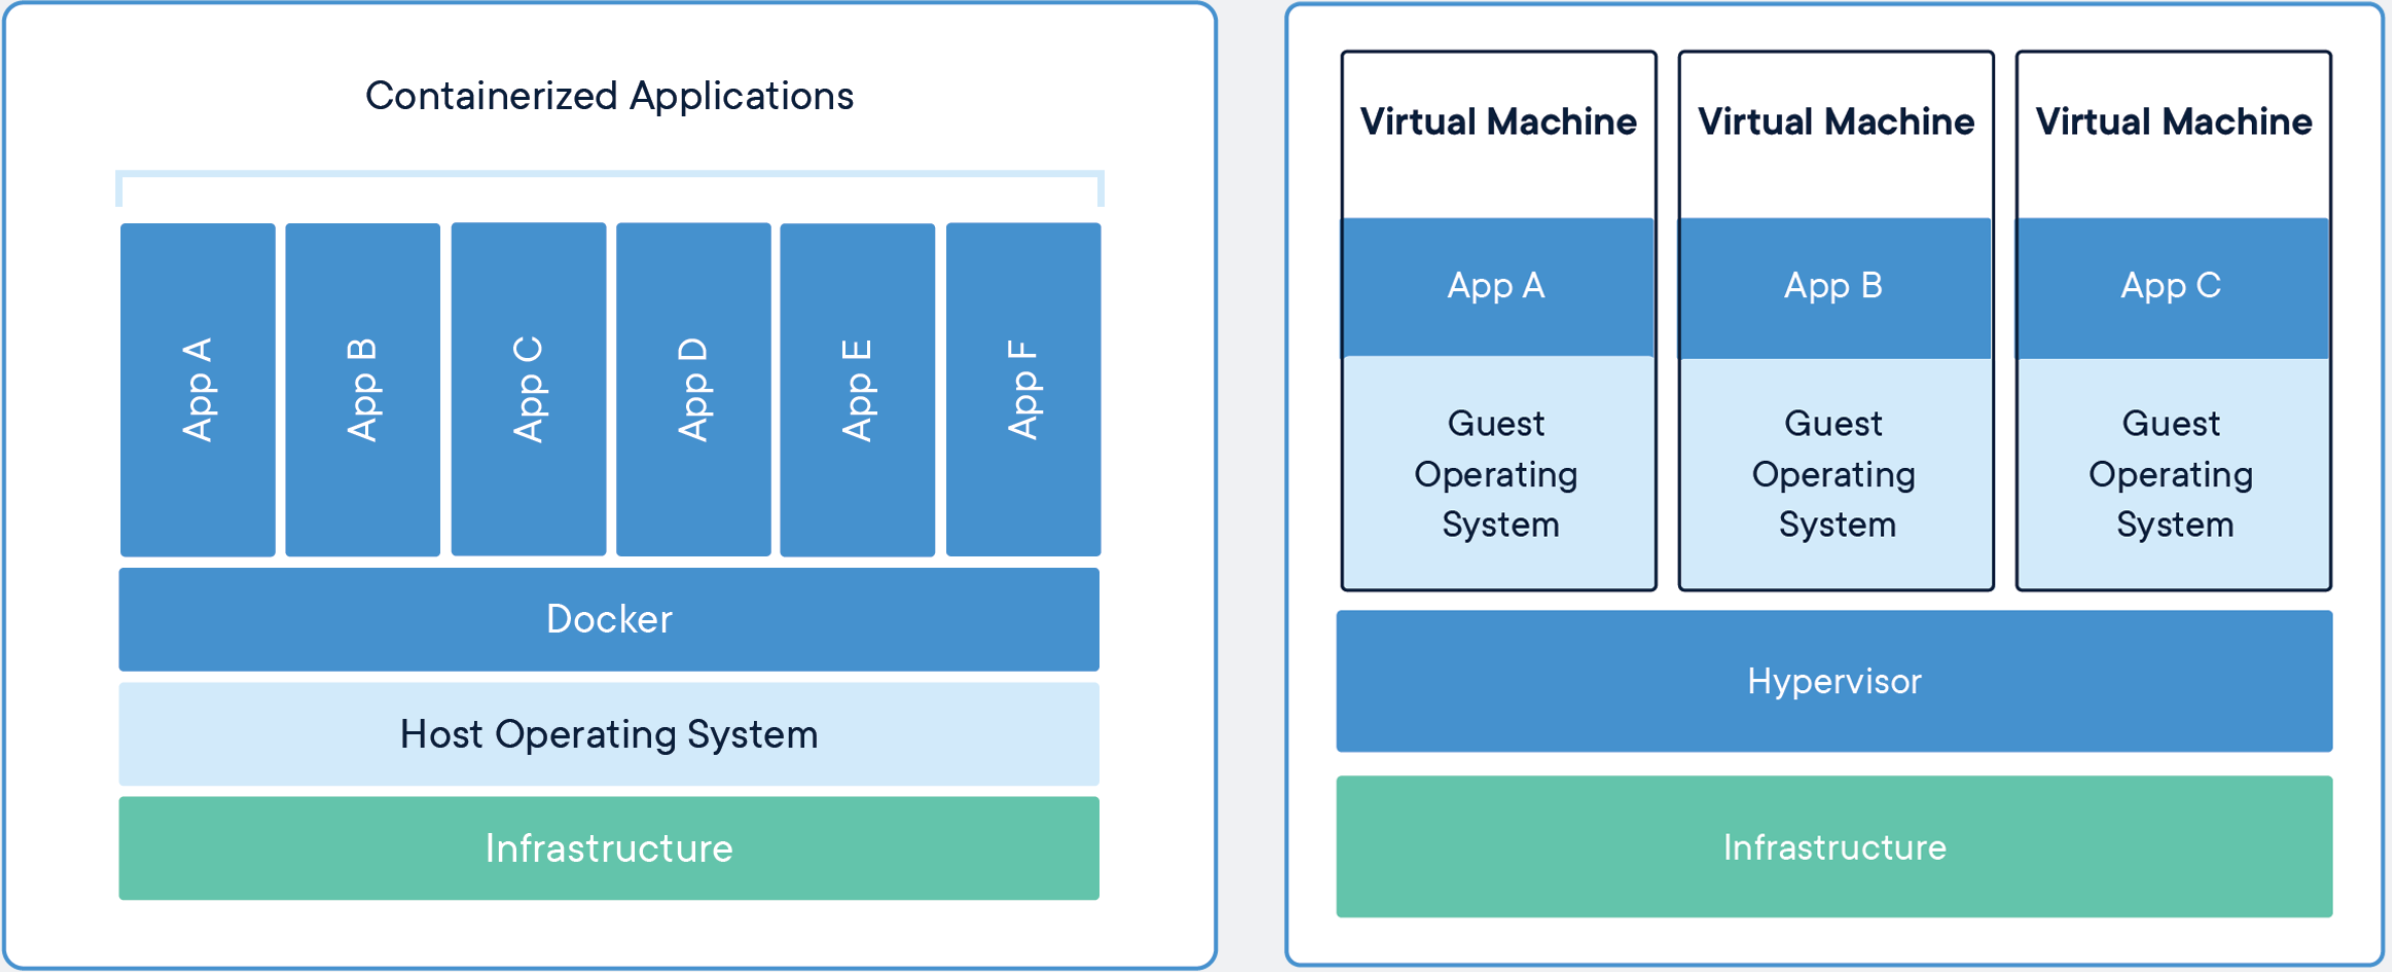 Containerized Applications
App A
App B
App C
App D
App E
App F
Docker
Host Operating System
Infrastructure
Virtual Machine
App A
Guest
Operating
System
Virtual Machine
App B
Guest
Operating
System
Virtual Machine
App C
Guest
Operating
System
Hypervisor
Infrastructure